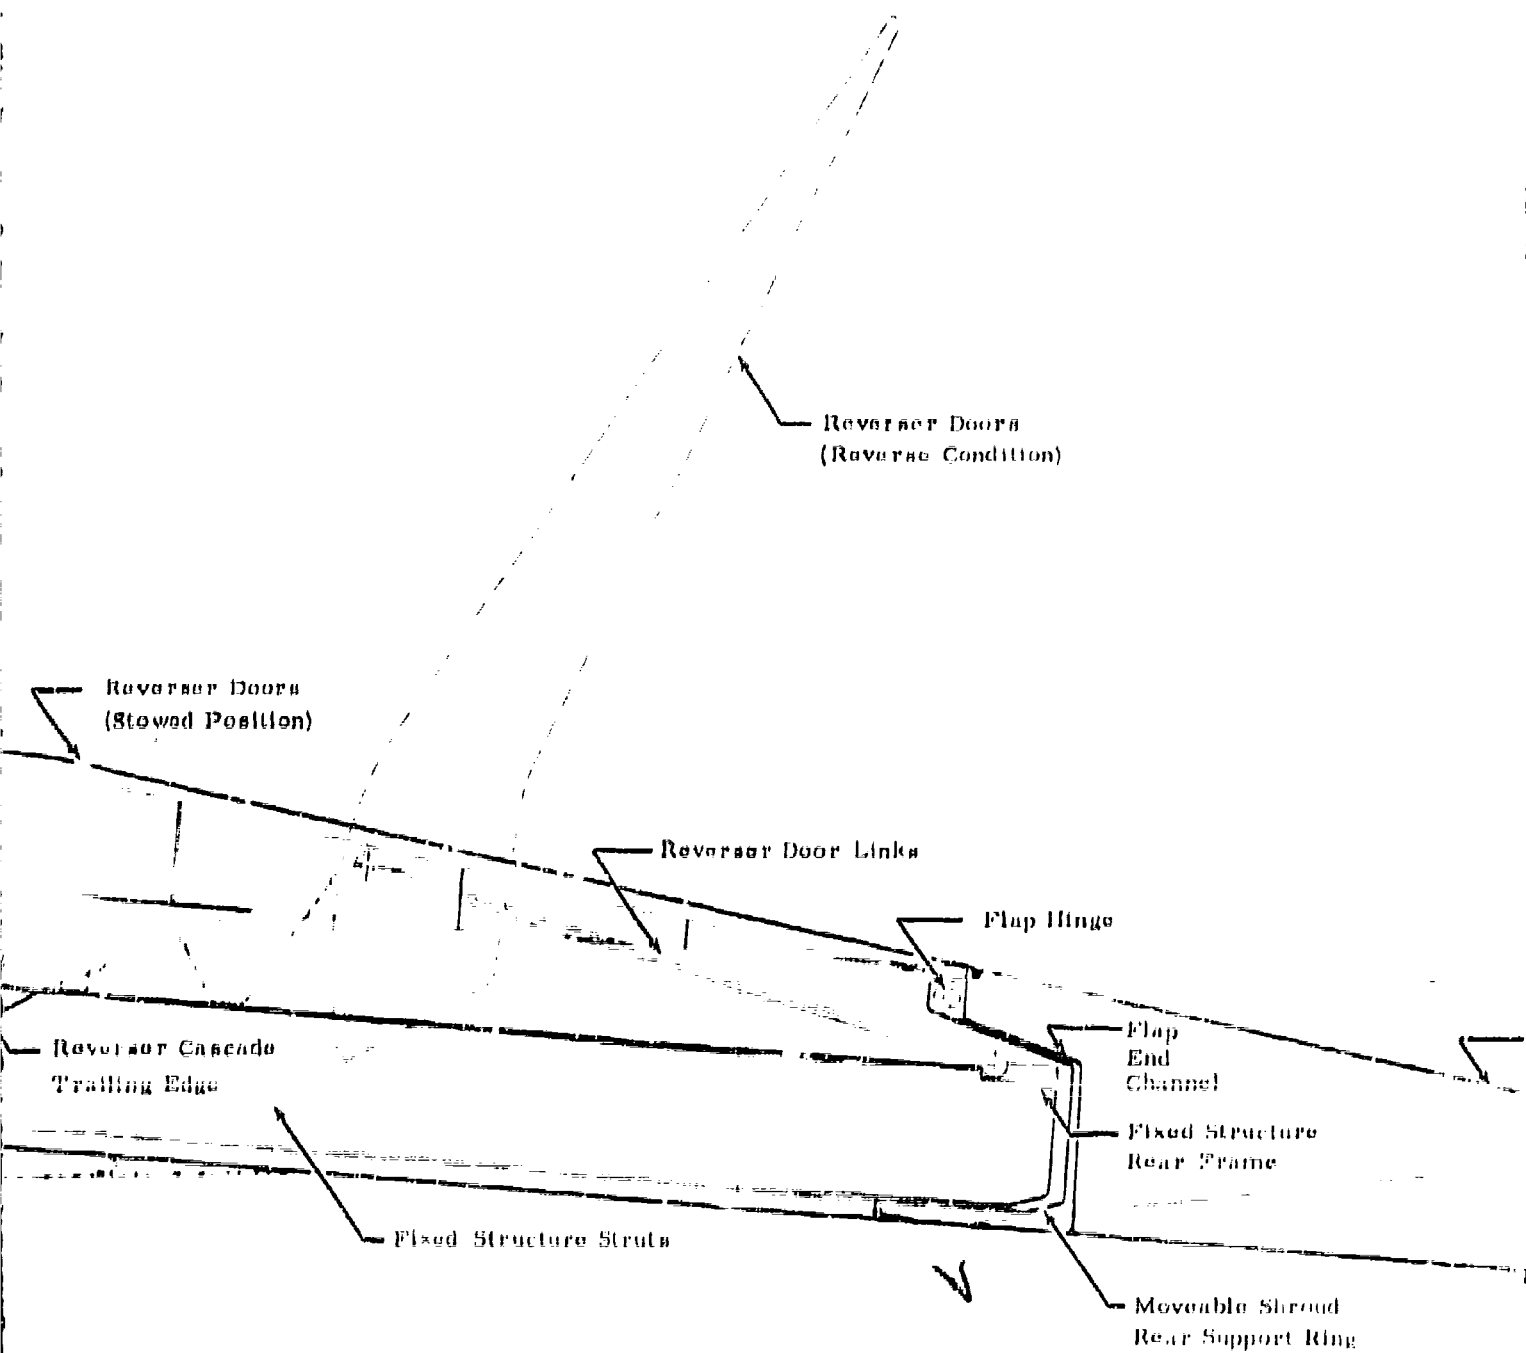 Reverser Doors
(Reverse Condition)
Reverser Doors
(Stowed Position)
Reverser Door Links
Flap Hinge
Flap
End
Channel
Reverser Cascade
Trailing Edge
Fixed Structure
Rear Frame
Fixed Structure Struts
Moveable Shroud
Rear Support Ring